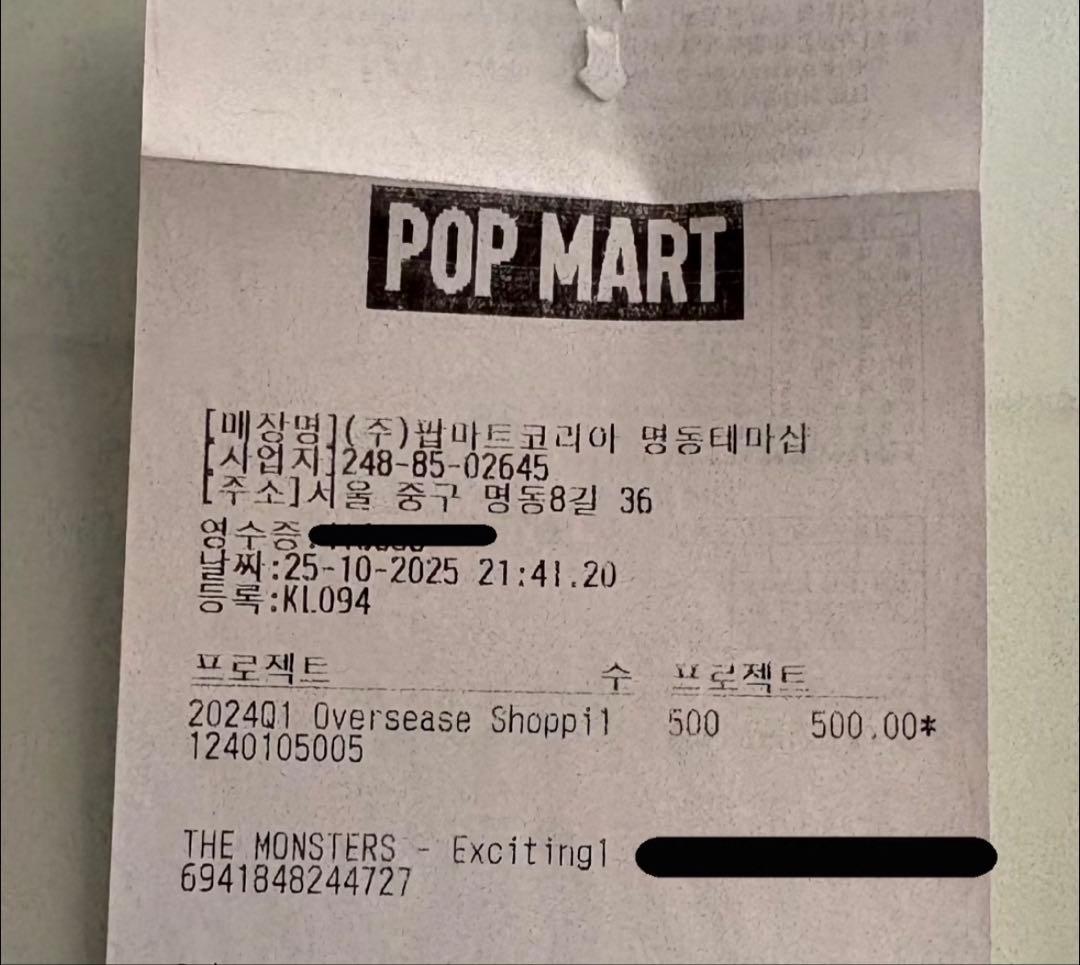 POP MART
[매장명](주)팝마트코리아 명동테마샵
[사업자]248-85-02645
[주소]서울 중구 명동8길 36
영수증:
날짜:25-10-2025 21:41.20
등록:KL094
프로젝트 수 프로젝트
2024Q1 Oversease Shoppi1 500 500.00*
1240105005
THE MONSTERS - Exciting1
6941848244727